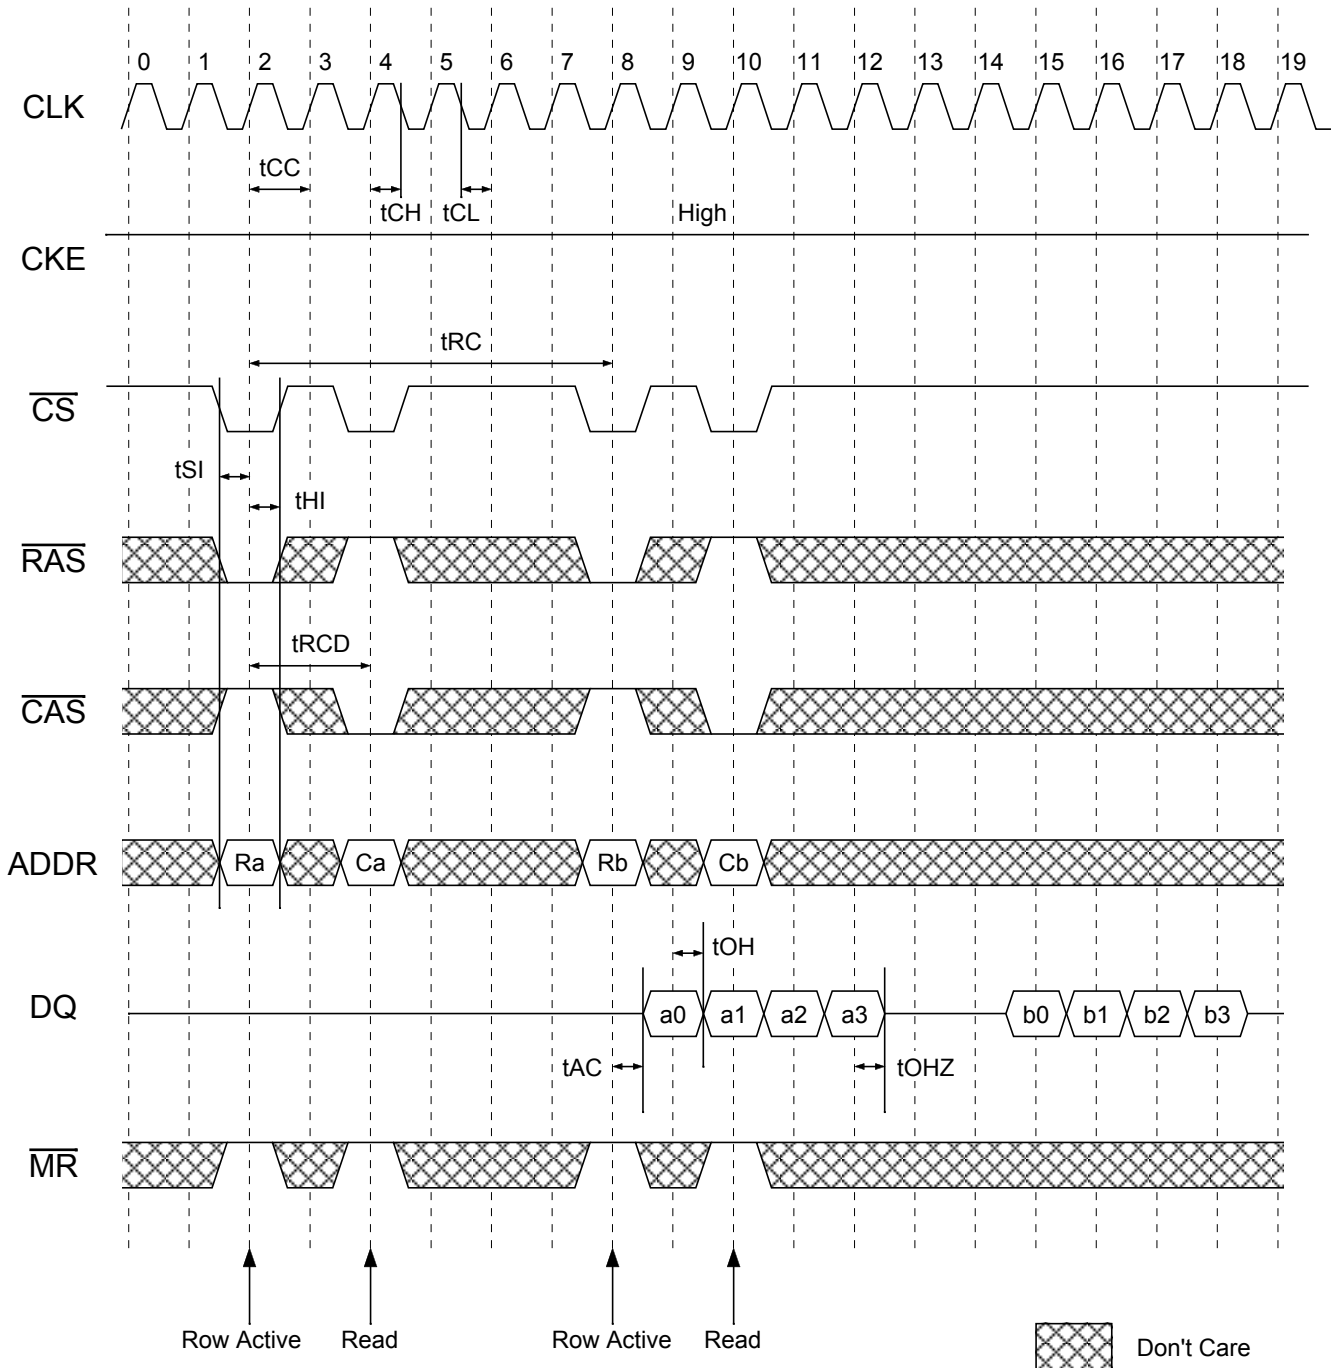 0 1 2 3 4 5 6 7 8 9 10 11 12 13 14 15 16 17 18 19
CLK
tCC
tCH tCL High
CKE
tRC
CS
tSI
tHI
RAS
tRCD
CAS
ADDR Ra Ca Rb Cb
tOH
DQ a0 a1 a2 a3 b0 b1 b2 b3
tAC tOHZ
MR
Row Active Read Row Active Read Don't Care